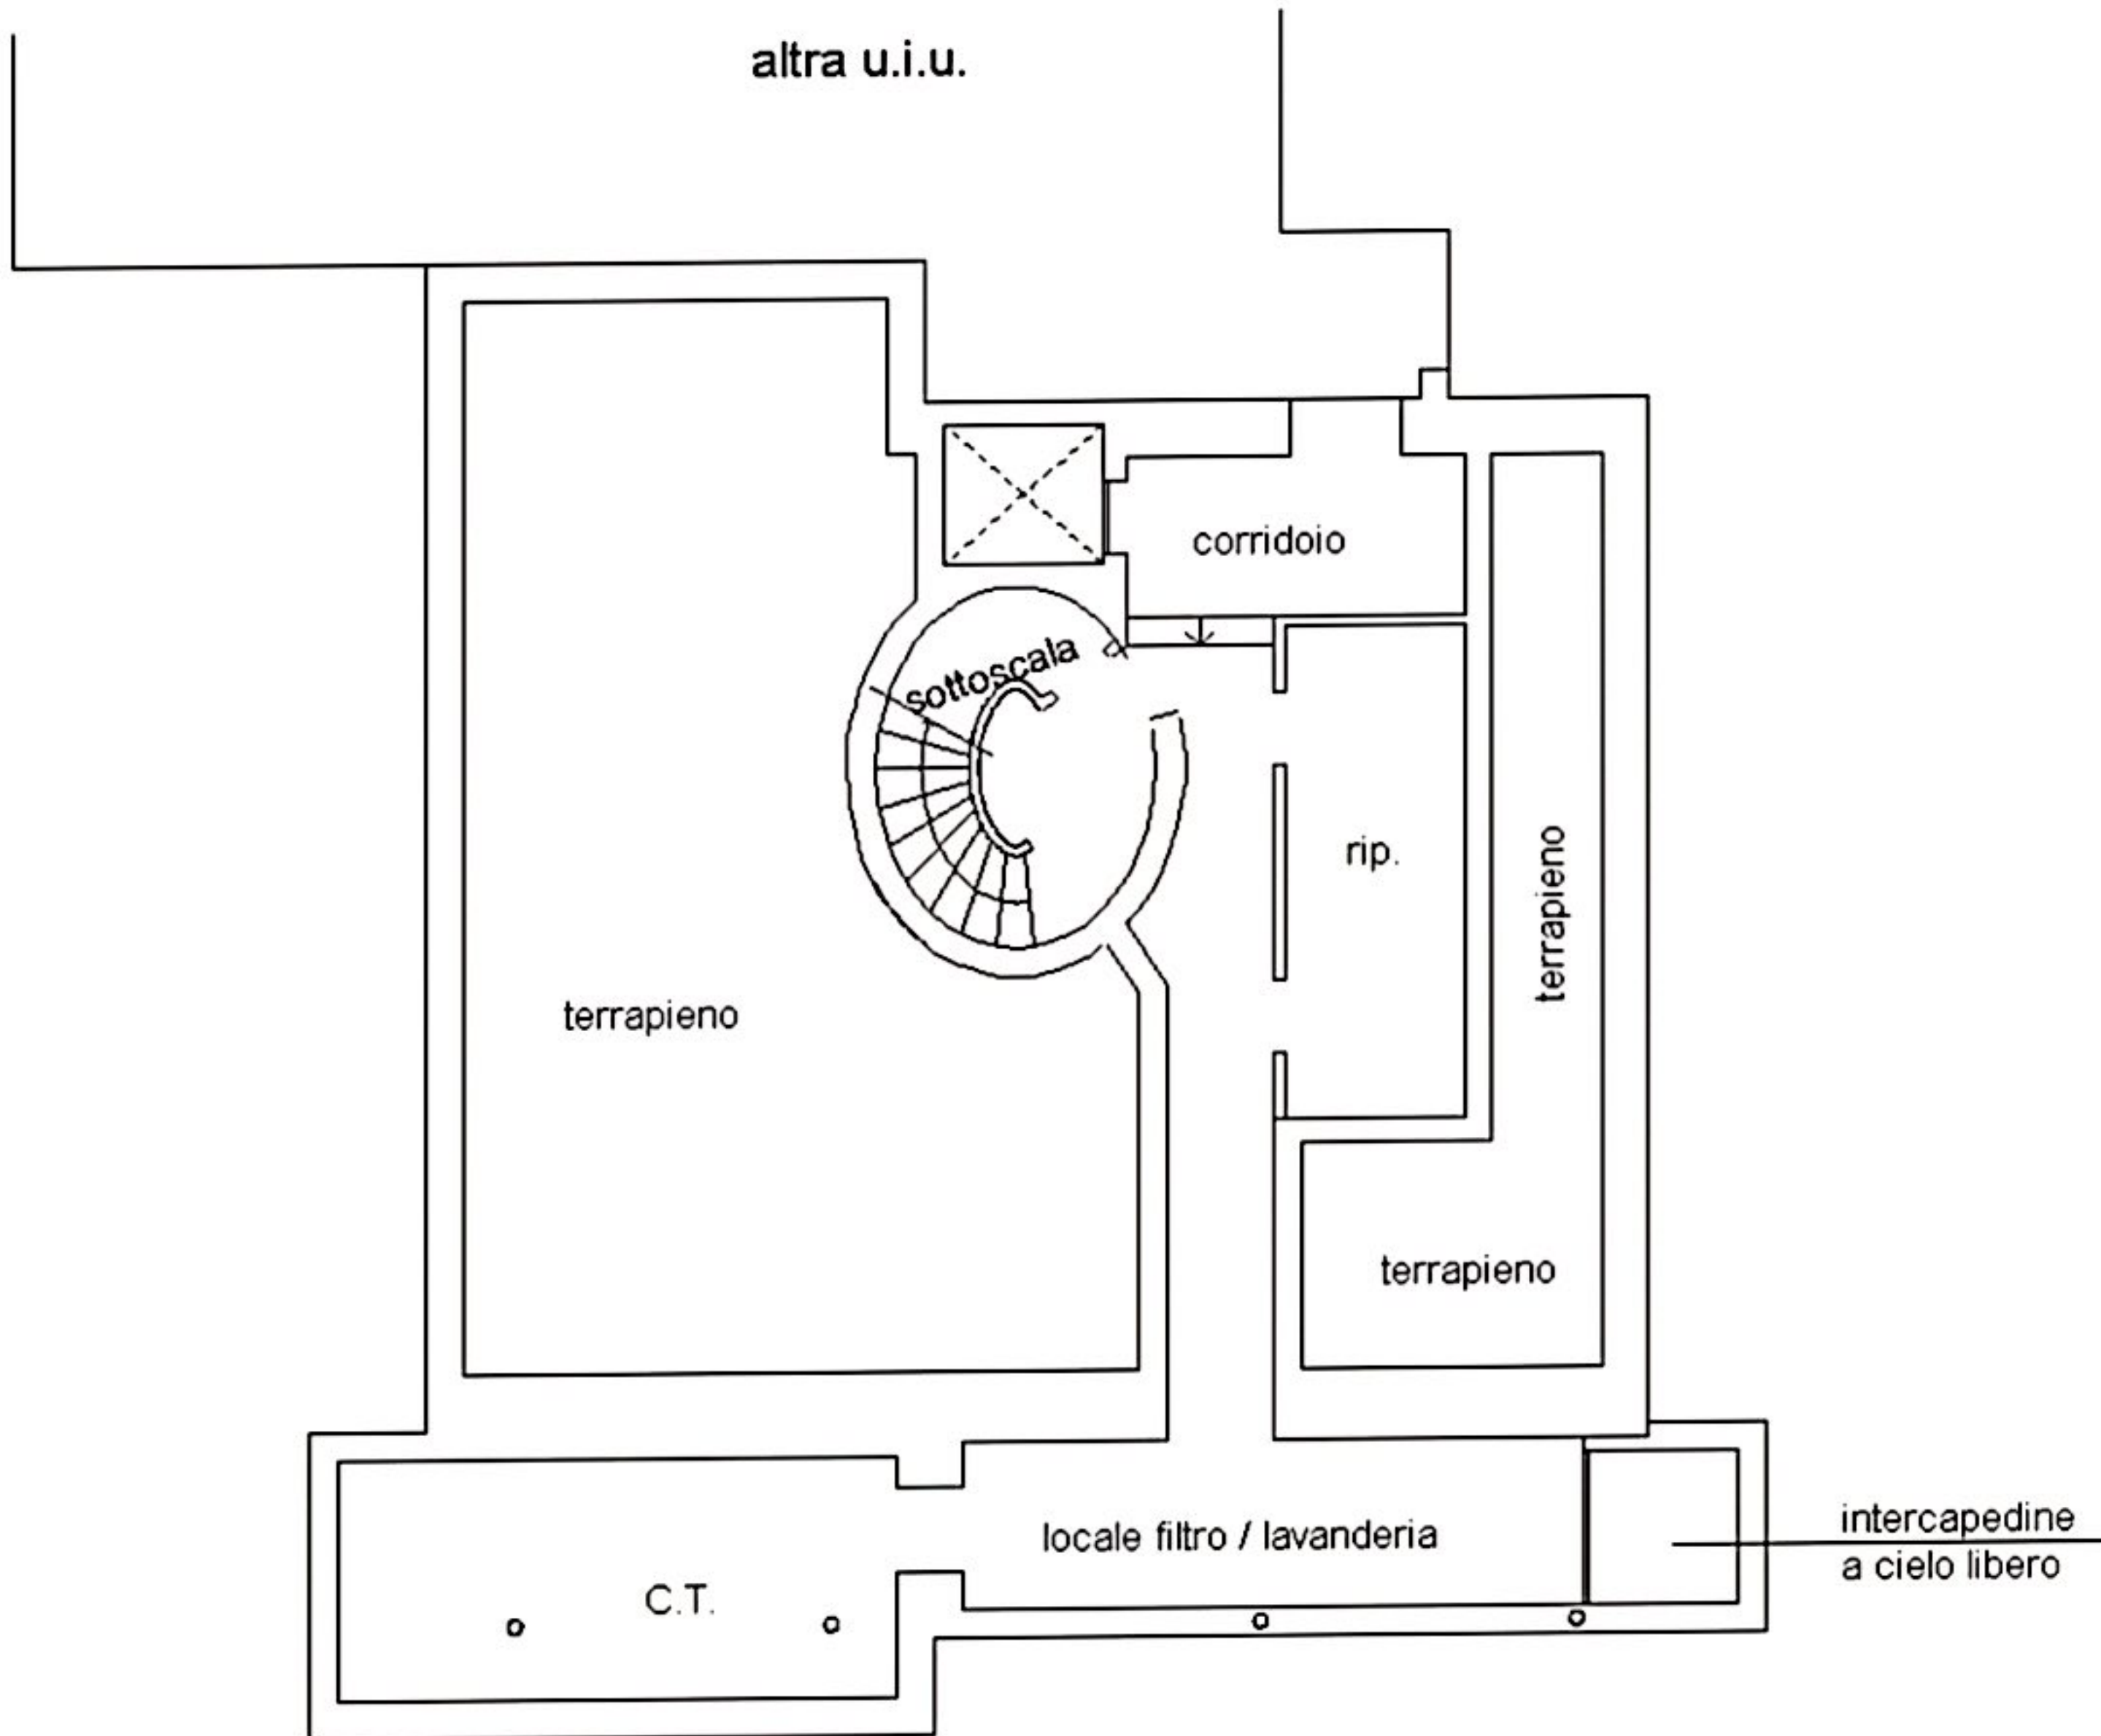 altra u.i.u.
corridoio
sottoscala
rip.
terrapieno
terrapieno
terrapieno
intercapedine
a cielo libero
locale filtro / lavanderia
C.T.